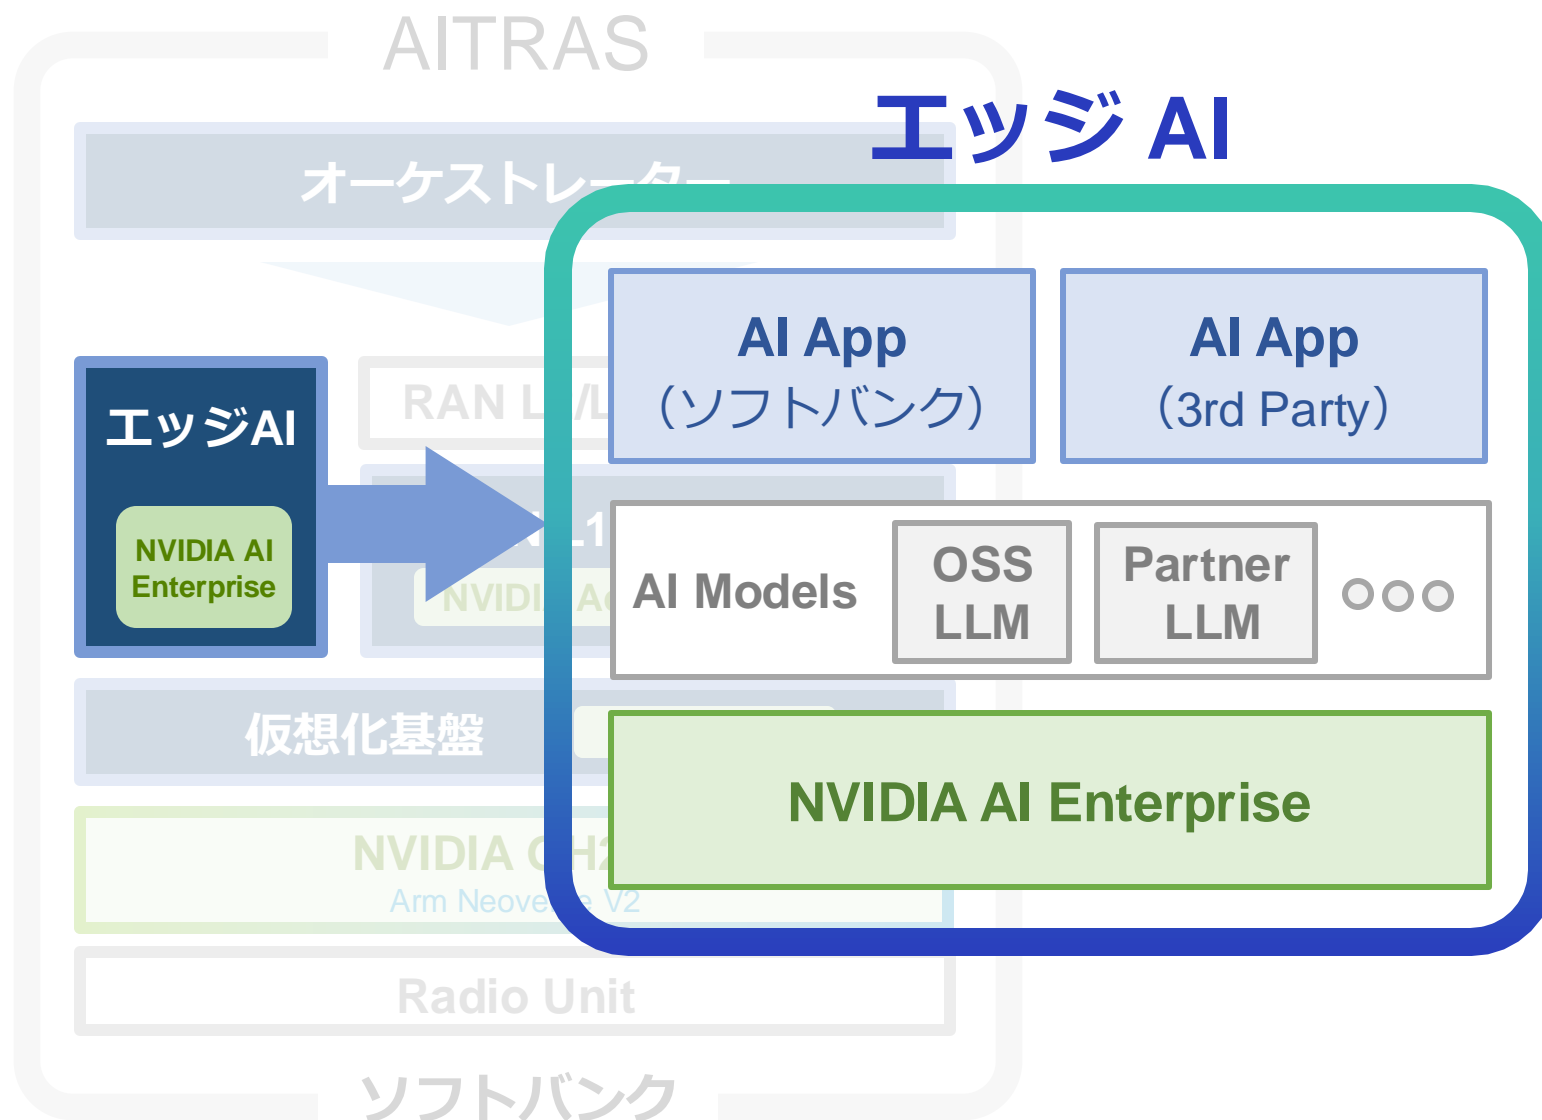 AITRAS
エッジ AI
オーケストレーター
エッジAI
NVIDIA AI
Enterprise
RAN
NVIDIA
仮想化基盤
NVIDIA
Arm Neoverse V2
Radio Unit
ソフトバンク
AI App
（ソフトバンク）
AI App
（3rd Party）
AI Models
OSS
LLM
Partner
LLM
○○○
NVIDIA AI Enterprise